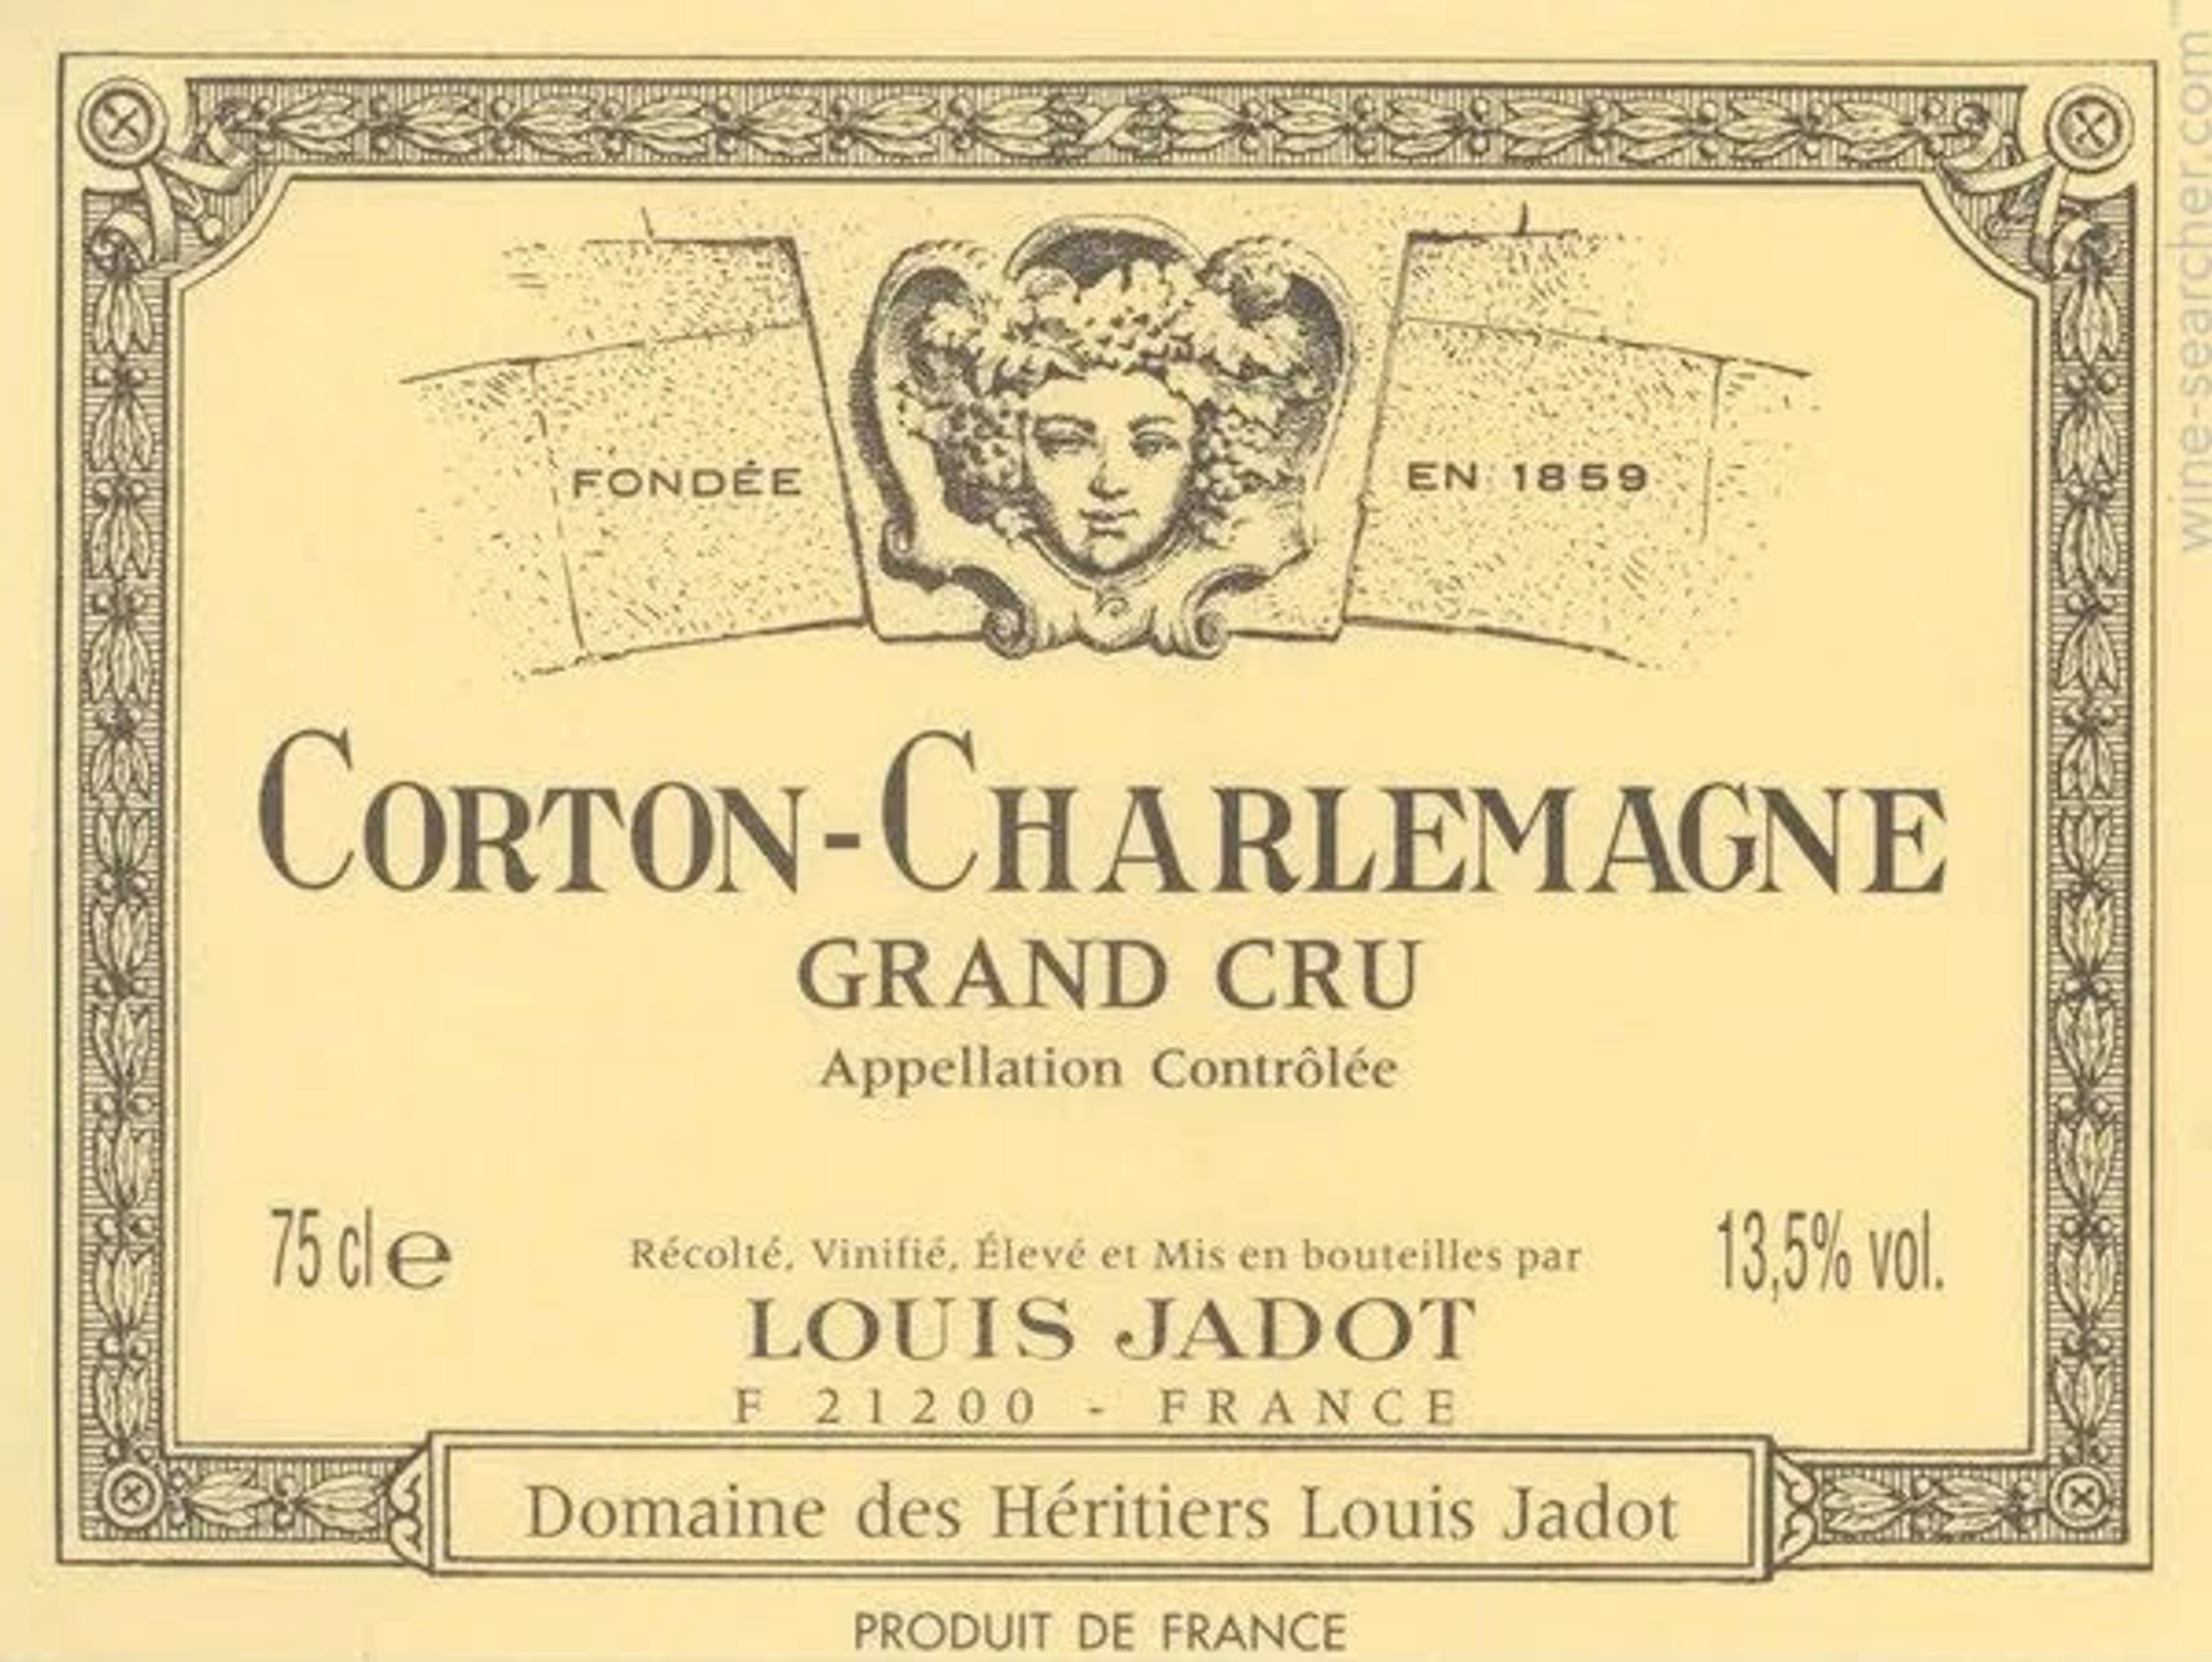 FONDÉE EN 1859
CORTON-CHARLEMAGNE
GRAND CRU
Appellation Contrôlée
75 cl e
Récolté, Vinifié, Élevé et Mis en bouteilles par
13,5% vol.
LOUIS JADOT
F 21200 - FRANCE
Domaine des Héritiers Louis Jadot
PRODUIT DE FRANCE
wine-searcher.com